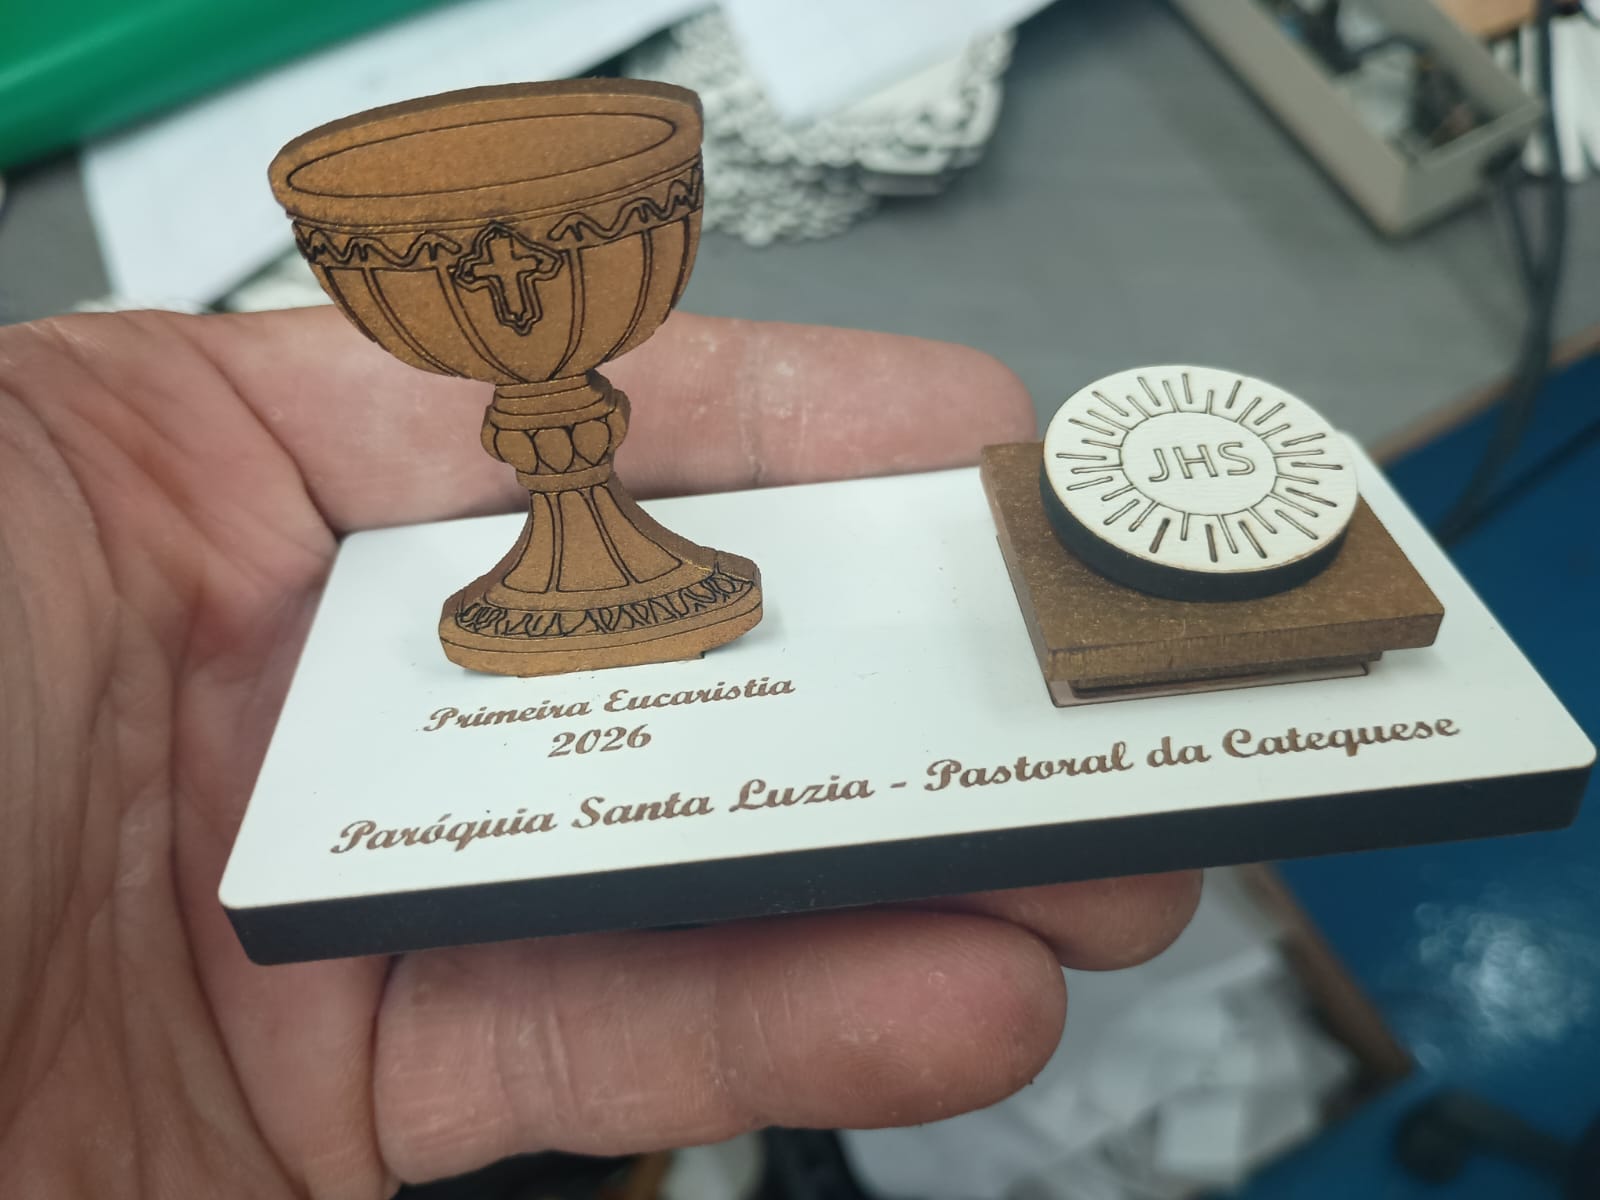 JHS
Primeira Eucaristia
2026
Paróquia Santa Luzia - Pastoral da Catequese